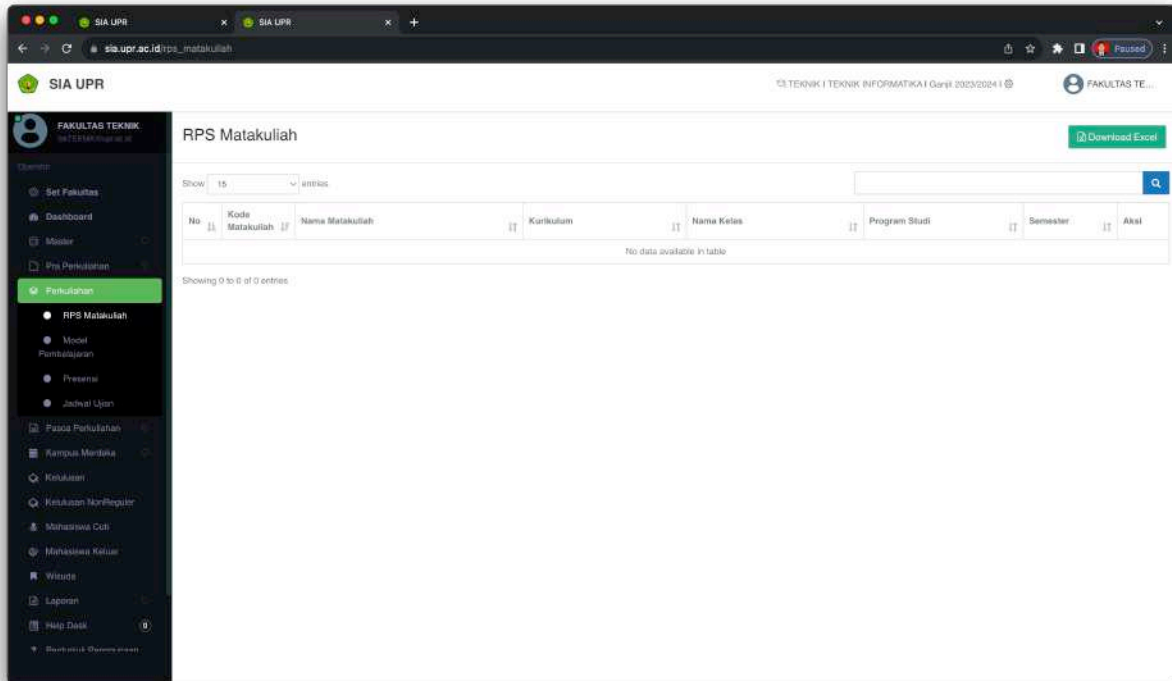 SIA UPR
SIA UPR
sia.upr.ac.id/rps_matakuliah
Paused
SIA UPR
TEKNIK I TEKNIK INFORMATIKA I Ganjil 2023/2024 I
FAKULTAS TE...
FAKULTAS TEKNIK
Operator
Set Fakultas
Dashboard
Master
Pra Perkuliahan
Perkuliahan
RPS Matakuliah
Model
Pembelajaran
Presensi
Jadwal Ujian
Pasca Perkuliahan
Kampus Merdeka
Kelulusan
Kelulusan NonReguler
Mahasiswa Cuti
Mahasiswa Keluar
Wisuda
Laporan
Help Desk 0
RPS Matakuliah
Download Excel
Show 15 entries
No Kode Matakuliah Nama Matakuliah Kurikulum Nama Kelas Program Studi Semester Aksi
No data available in table
Showing 0 to 0 of 0 entries